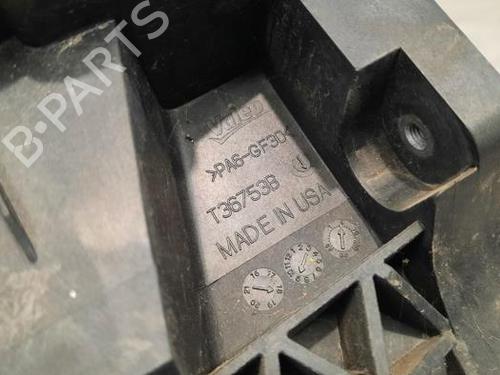 B-PARTS
Valeo
>PA6-GF30<
T36753B
MADE IN USA